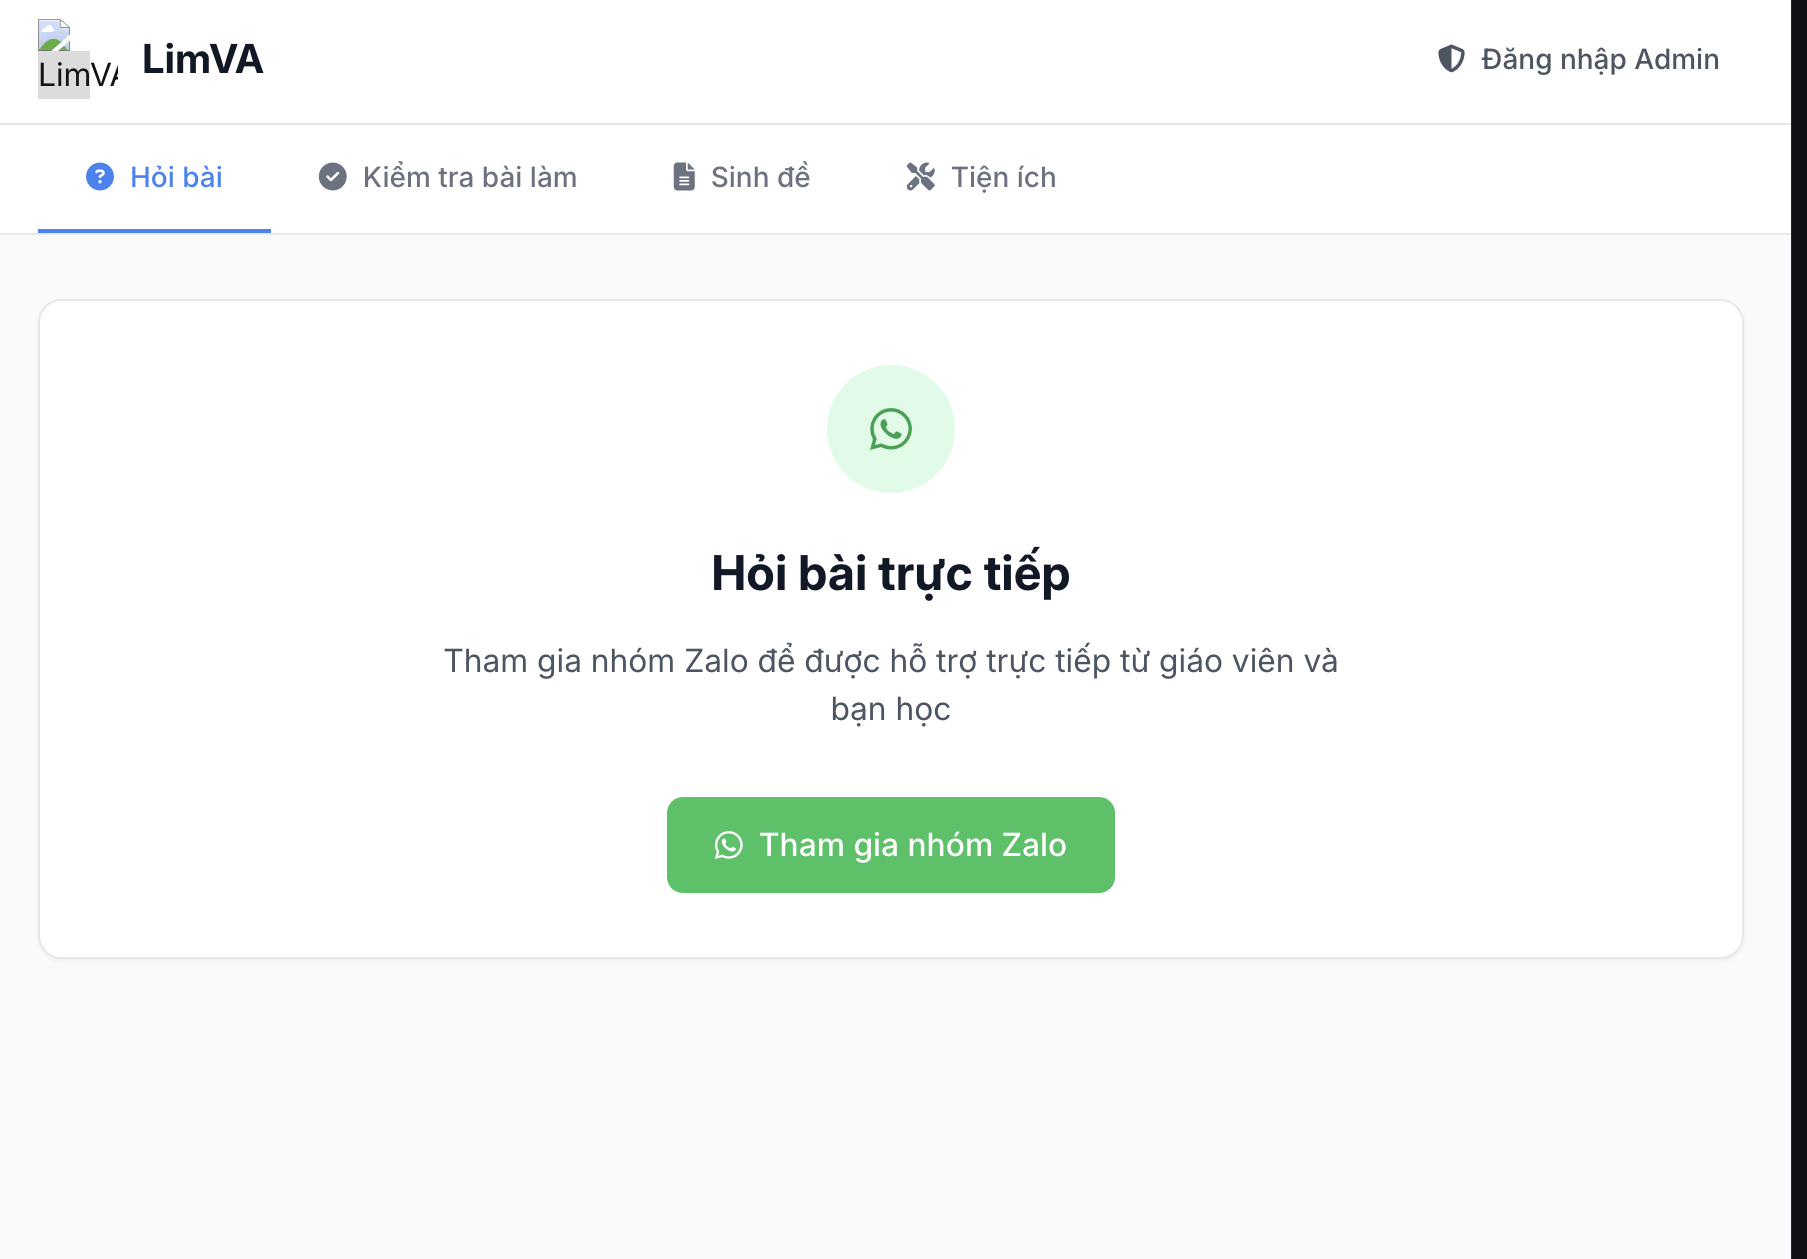 LimVA
LimVA
Đăng nhập Admin
Hỏi bài
Kiểm tra bài làm
Sinh đề
Tiện ích
Hỏi bài trực tiếp
Tham gia nhóm Zalo để được hỗ trợ trực tiếp từ giáo viên và
bạn học
Tham gia nhóm Zalo